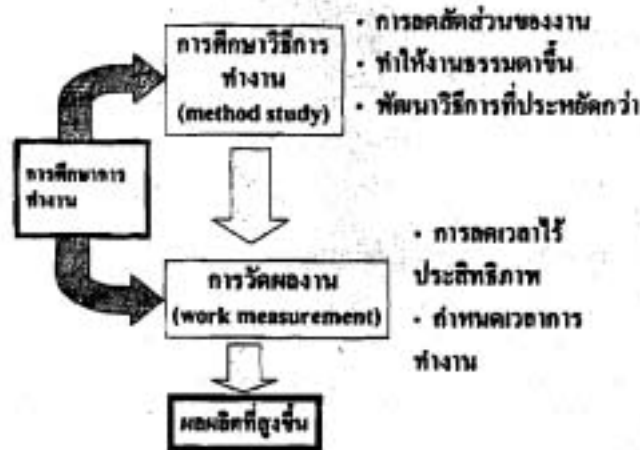 การศึกษาวิธีการ
ทำงาน
(method study)
· การลดสัดส่วนของงาน
· ทำให้งานธรรมดาขึ้น
· พัฒนาวิธีการที่ประหยัดกว่า
การศึกษาการ
ทำงาน
การวัดผลงาน
(work measurement)
· การลดเวลาไร้
ประสิทธิภาพ
· กำหนดเวลาการ
ทำงาน
ผลผลิตที่สูงขึ้น